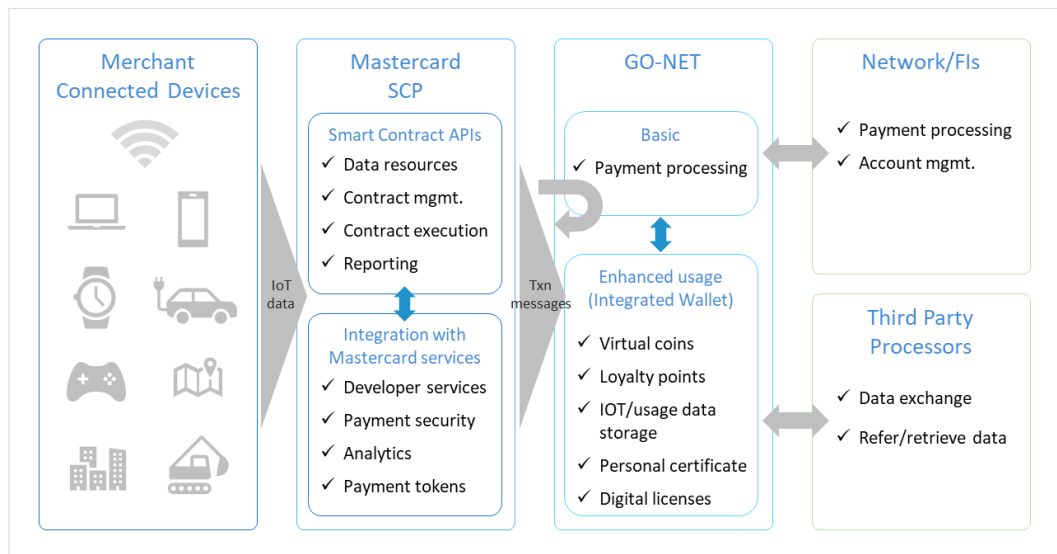 Merchant
Connected Devices
IoT
data
Mastercard
SCP
Smart Contract APIs
✓ Data resources
✓ Contract mgmt.
✓ Contract execution
✓ Reporting
Integration with
Mastercard services
✓ Developer services
✓ Payment security
✓ Analytics
✓ Payment tokens
Txn
messages
GO-NET
Basic
✓ Payment processing
Enhanced usage
(Integrated Wallet)
✓ Virtual coins
✓ Loyalty points
✓ IOT/usage data
storage
✓ Personal certificate
✓ Digital licenses
Network/FIs
✓ Payment processing
✓ Account mgmt.
Third Party
Processors
✓ Data exchange
✓ Refer/retrieve data